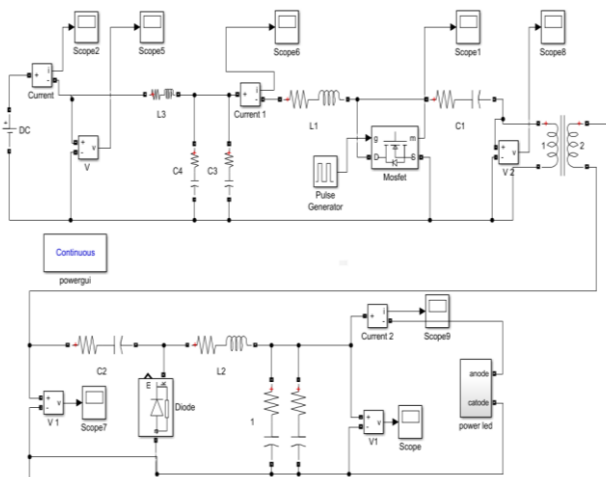 Scope2
Scope5
Scope6
Scope1
Scope8
+ i
-
Current
+
DC
+ v
-
V
L3
C4
C3
+ i
-
Current 1
L1
g m
D S
Mosfet
Pulse
Generator
C1
+ v
-
V 2
1 2
Continuous
powergui
C2
L2
E
Diode
+ v
-
V 1
Scope7
1
+ i
-
Current 2
Scope9
+ v
-
V1
Scope
anode
catode
power led